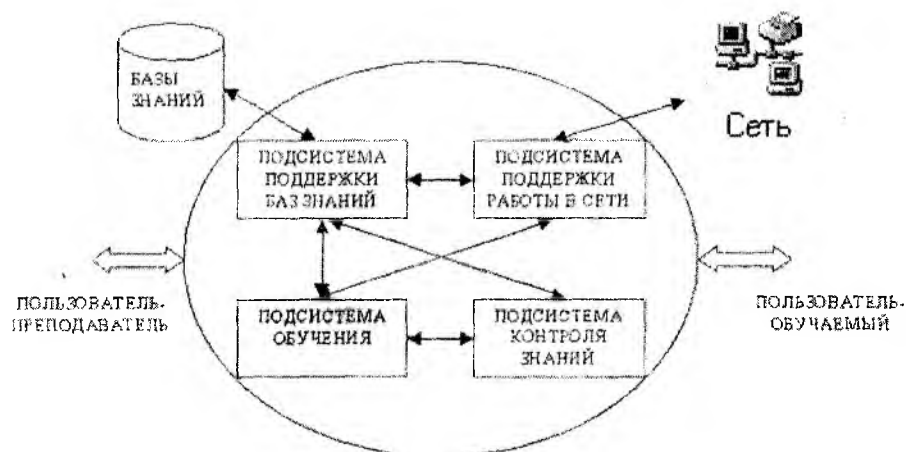 БАЗЫ
ЗНАНИЙ
Сеть
ПОДСИСТЕМА
ПОДДЕРЖКИ
БАЗ ЗНАНИЙ
ПОДСИСТЕМА
ПОДДЕРЖКИ
РАБОТЫ В СЕТИ
ПОЛЬЗОВАТЕЛЬ-
ПРЕПОДАВАТЕЛЬ
ПОДСИСТЕМА
ОБУЧЕНИЯ
ПОДСИСТЕМА
КОНТРОЛЯ
ЗНАНИЙ
ПОЛЬЗОВАТЕЛЬ-
ОБУЧАЕМЫЙ